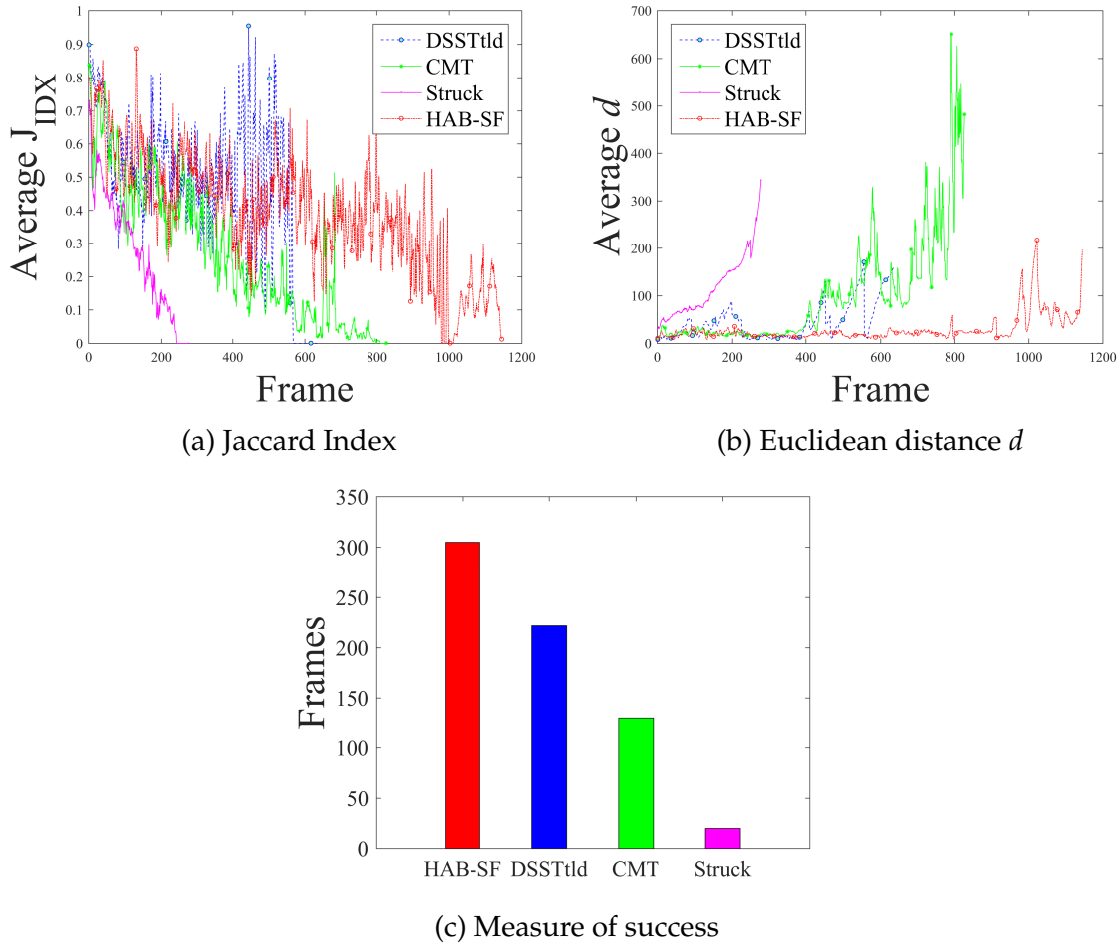 1
0.9
0.8
0.7
0.6
0.5
0.4
0.3
0.2
0.1
0
Average J_IDX
DSSTtld
CMT
Struck
HAB-SF
0 200 400 600 800 1000 1200
Frame
(a) Jaccard Index
700
600
500
400
300
200
100
0
Average d
DSSTtld
CMT
Struck
HAB-SF
0 200 400 600 800 1000 1200
Frame
(b) Euclidean distance d
350
300
250
200
150
100
50
0
Frames
HAB-SF DSSTtld CMT Struck
(c) Measure of success